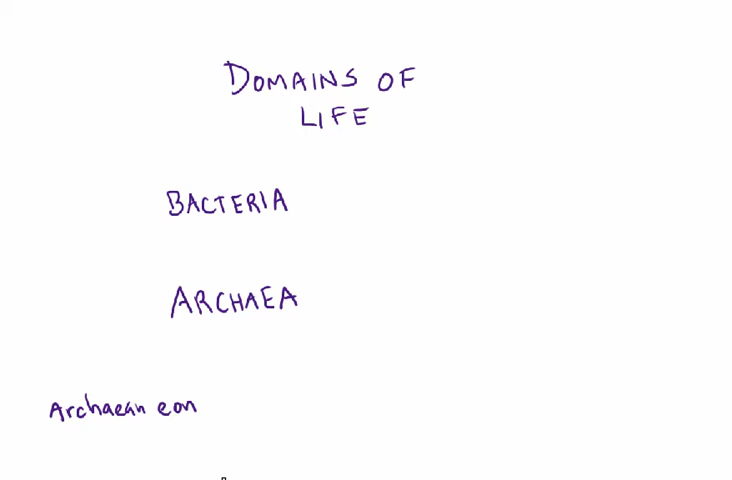 DOMAINS OF
LIFE
BACTERIA
ARCHAEA
Archaean eon